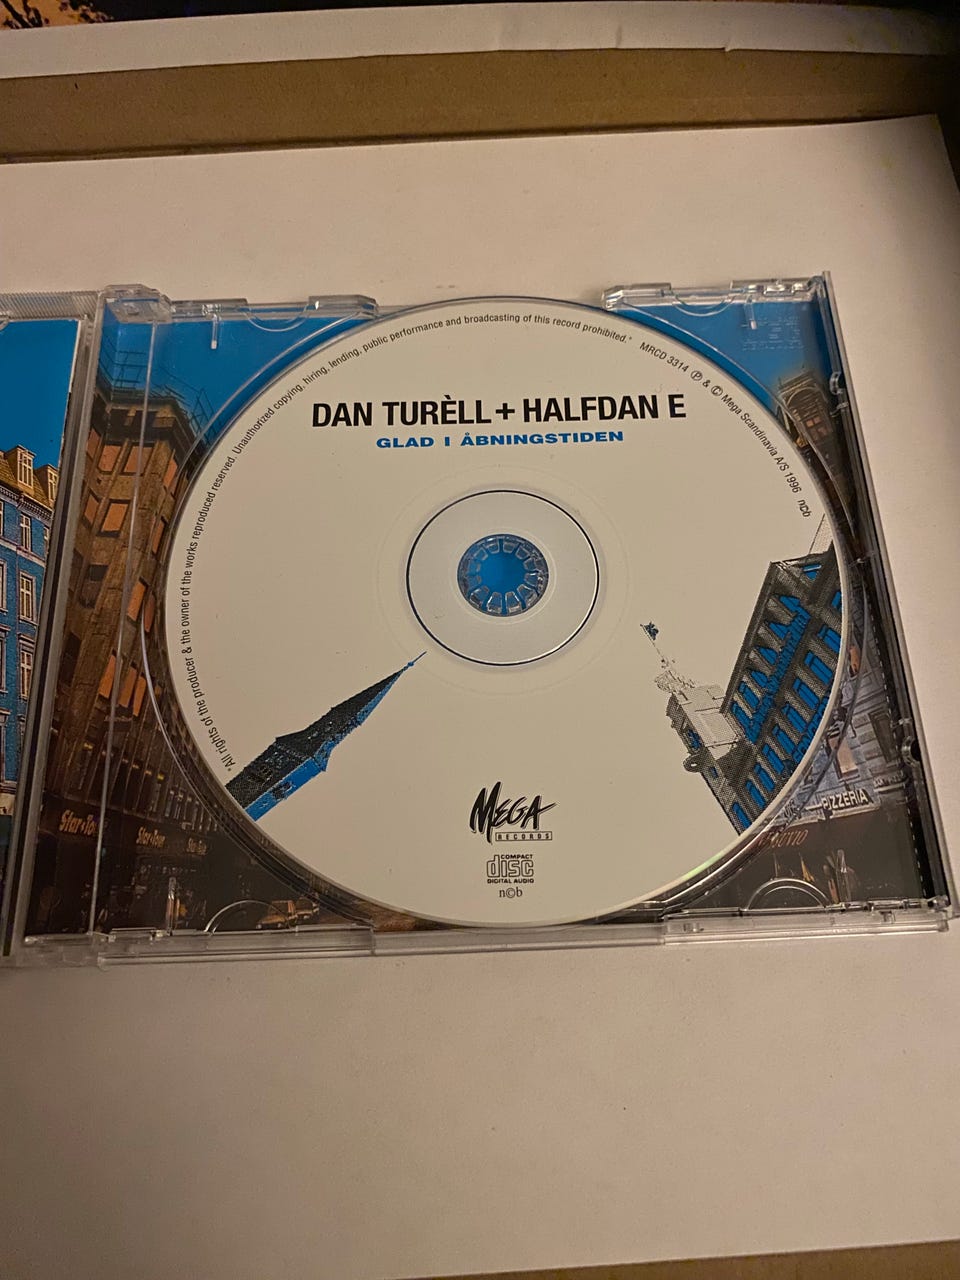 *All rights of the producer & the owner of the works reproduced reserved. Unauthorized copying, hiring, lending, public performance and broadcasting of this record prohibited.* MRCD 3314 Ⓟ & © Mega Scandinavia A/S 1996 n©b
DAN TURÈLL + HALFDAN E
GLAD I ÅBNINGSTIDEN
MEGA
RECORDS
COMPACT
disc
DIGITAL AUDIO
n©b
Star
Star
PIZZERIA